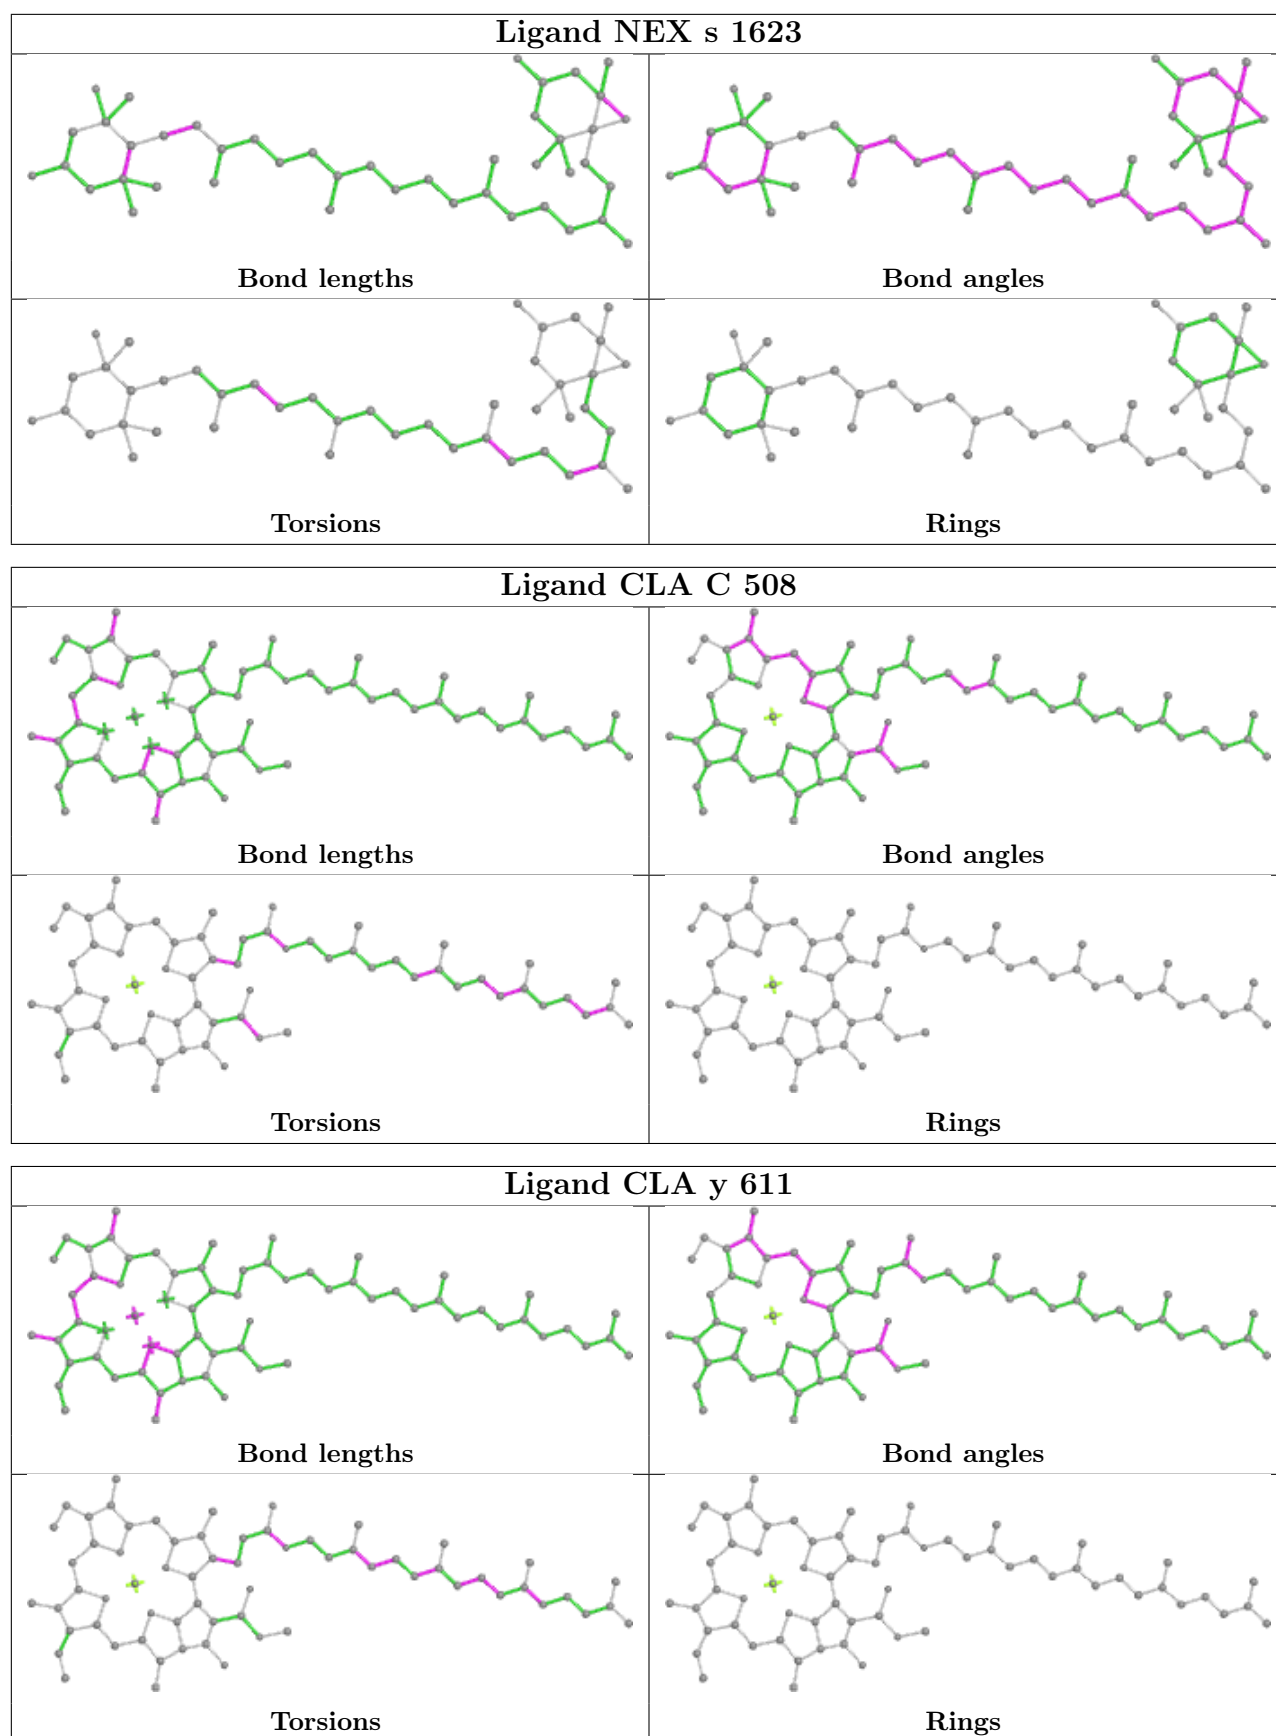 Ligand NEX s 1623
Bond lengths
Bond angles
Torsions
Rings
Ligand CLA C 508
Bond lengths
Bond angles
Torsions
Rings
Ligand CLA y 611
Bond lengths
Bond angles
Torsions
Rings